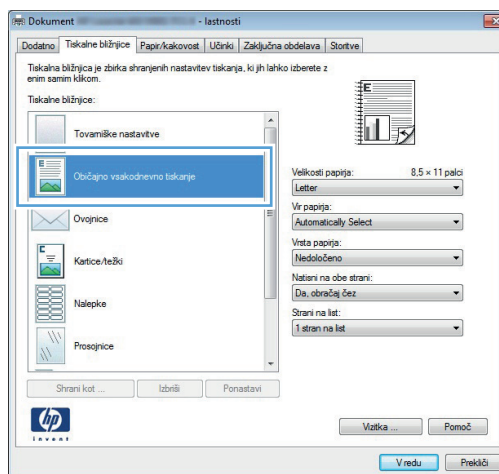 Dokument - lastnosti
Dodatno Tiskalne bližnjice Papir/kakovost Učinki Zaključna obdelava Storitve
Tiskalna bližnjica je zbirka shranjenih nastavitev tiskanja, ki jih lahko izberete z
enim samim klikom.
Tiskalne bližnjice:
Tovarniške nastavitve
Običajno vsakodnevno tiskanje
Ovojnice
Kartice/težki
Nalepke
Prosojnice
Shrani kot ... Izbriši Ponastavi
E
Velikosti papirja: 8,5 × 11 palci
Letter
Vir papirja:
Automatically Select
Vrsta papirja:
Nedoločeno
Natisni na obe strani:
Da, obračaj čez
Strani na list:
1 stran na list
hp
invent
Vizitka ... Pomoč
V redu Prekliči